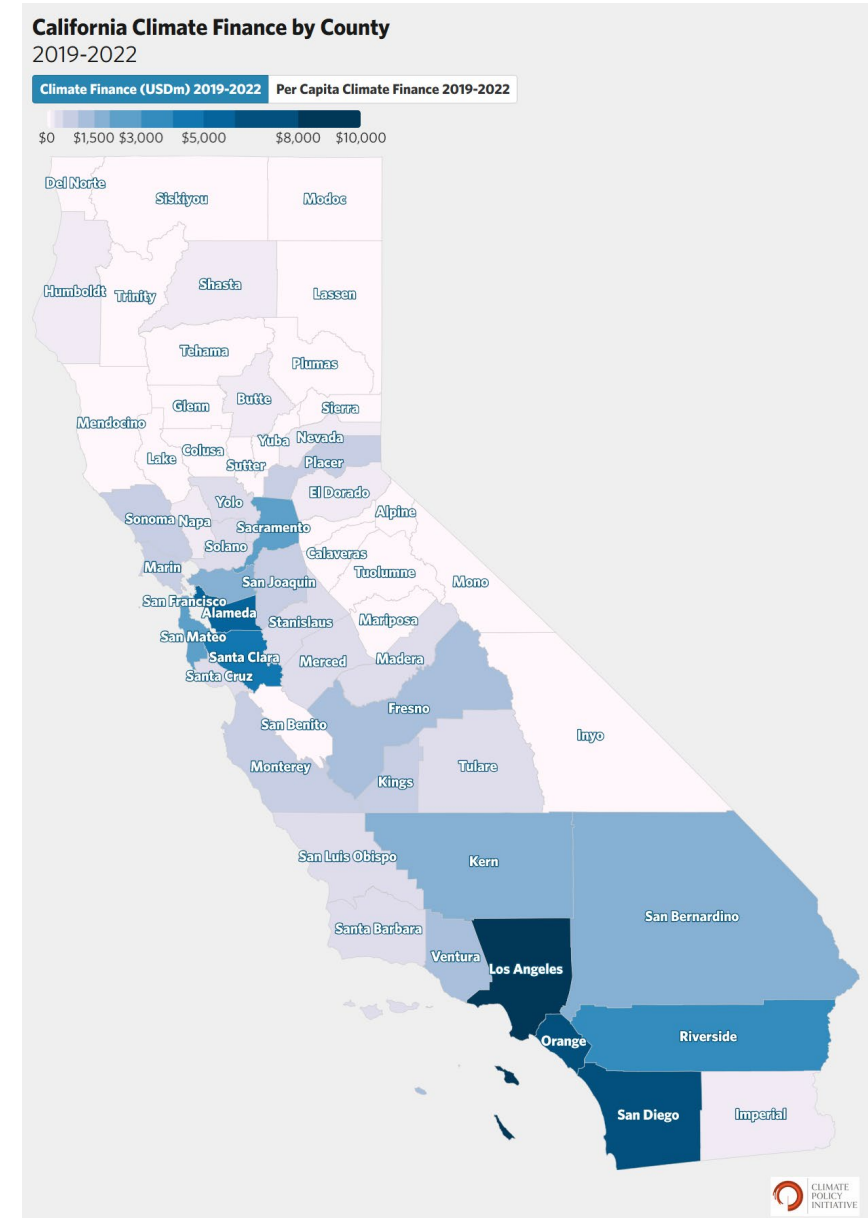 California Climate Finance by County
2019-2022
Climate Finance (USDm) 2019-2022 Per Capita Climate Finance 2019-2022
$0 $1,500 $3,000 $5,000 $8,000 $10,000
Del Norte
Siskiyou
Modoc
Humboldt
Trinity
Shasta
Lassen
Tehama
Plumas
Mendocino
Glenn
Butte
Sierra
Lake
Colusa
Sutter
Yuba
Nevada
Placer
Sonoma
Napa
Yolo
Sacramento
El Dorado
Alpine
Solano
Marin
San Joaquin
Calaveras
Tuolumne
Mono
San Francisco
Alameda
Stanislaus
Mariposa
San Mateo
Santa Clara
Santa Cruz
Merced
Madera
San Benito
Fresno
Inyo
Monterey
Kings
Tulare
San Luis Obispo
Kern
San Bernardino
Santa Barbara
Ventura
Los Angeles
Orange
Riverside
San Diego
Imperial
CLIMATE
POLICY
INITIATIVE